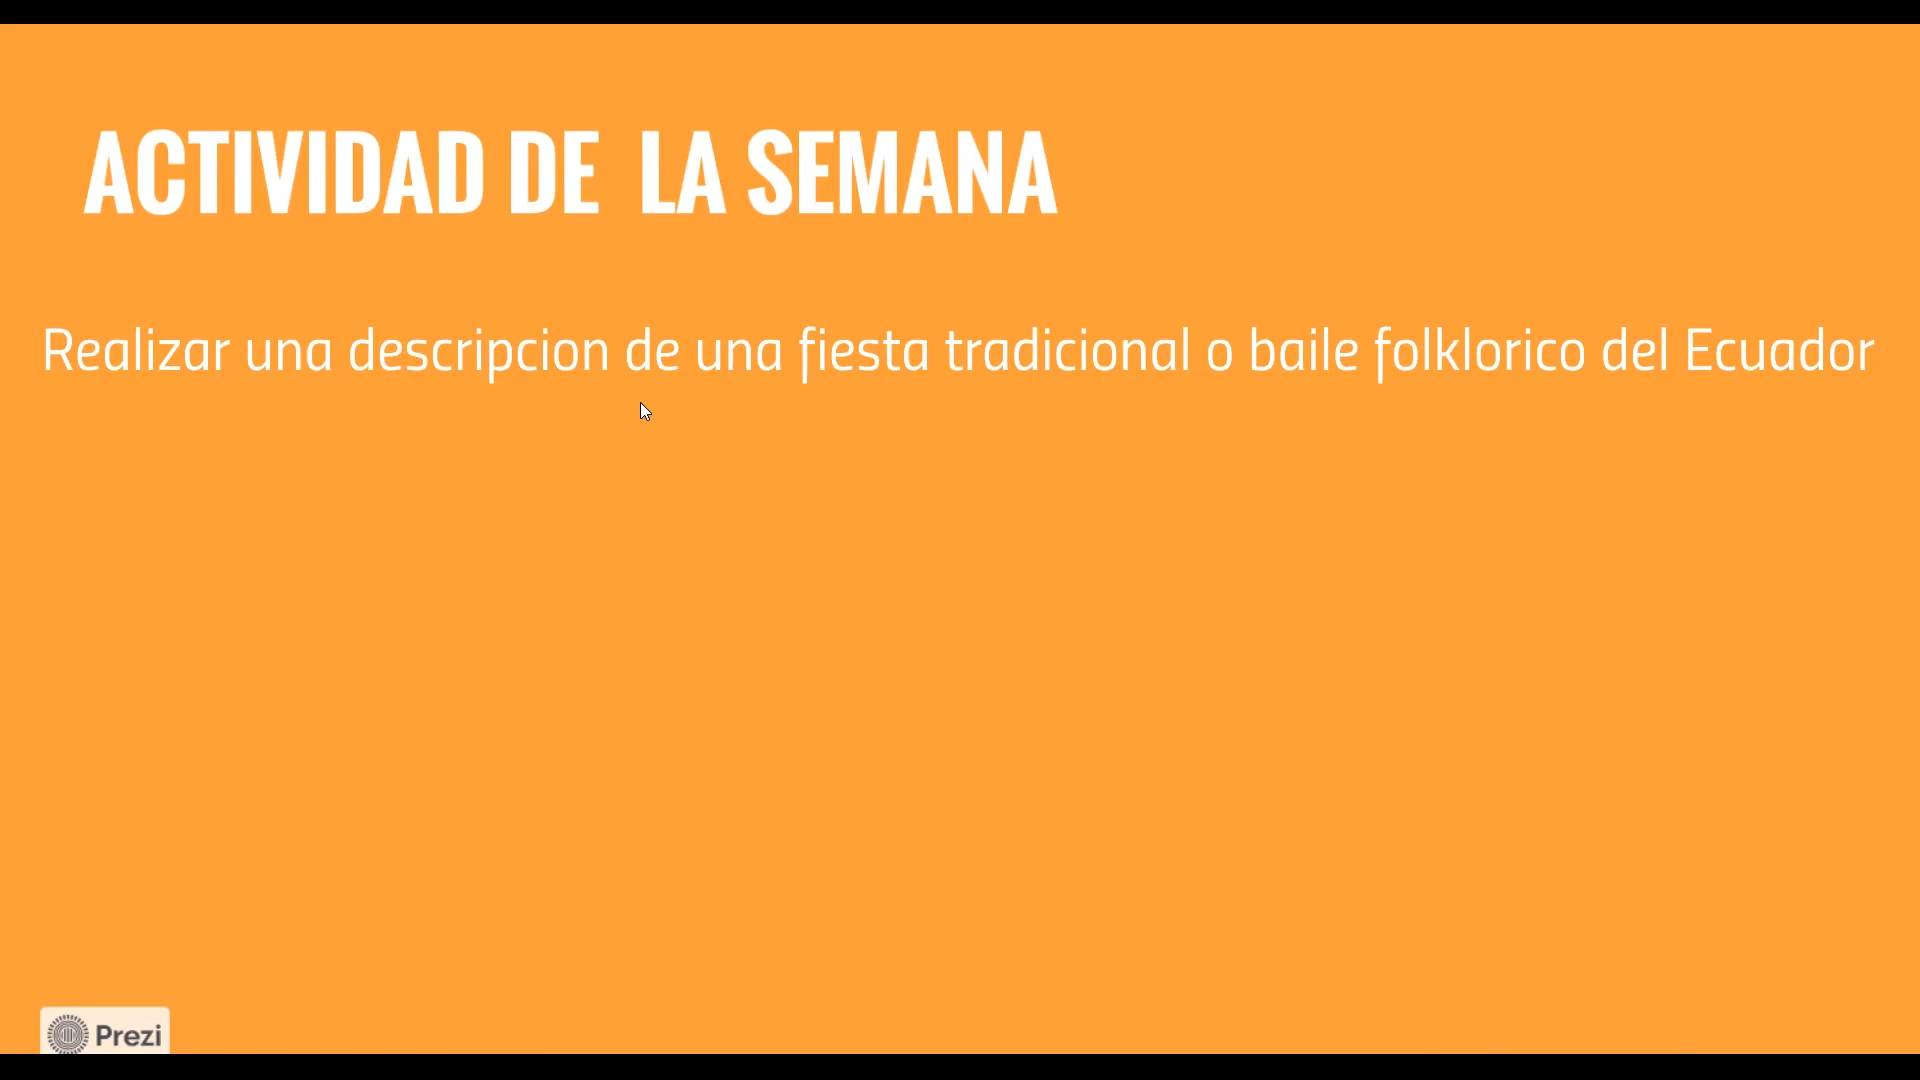 ACTIVIDAD DE LA SEMANA
Realizar una descripcion de una fiesta tradicional o baile folklorico del Ecuador
Prezi